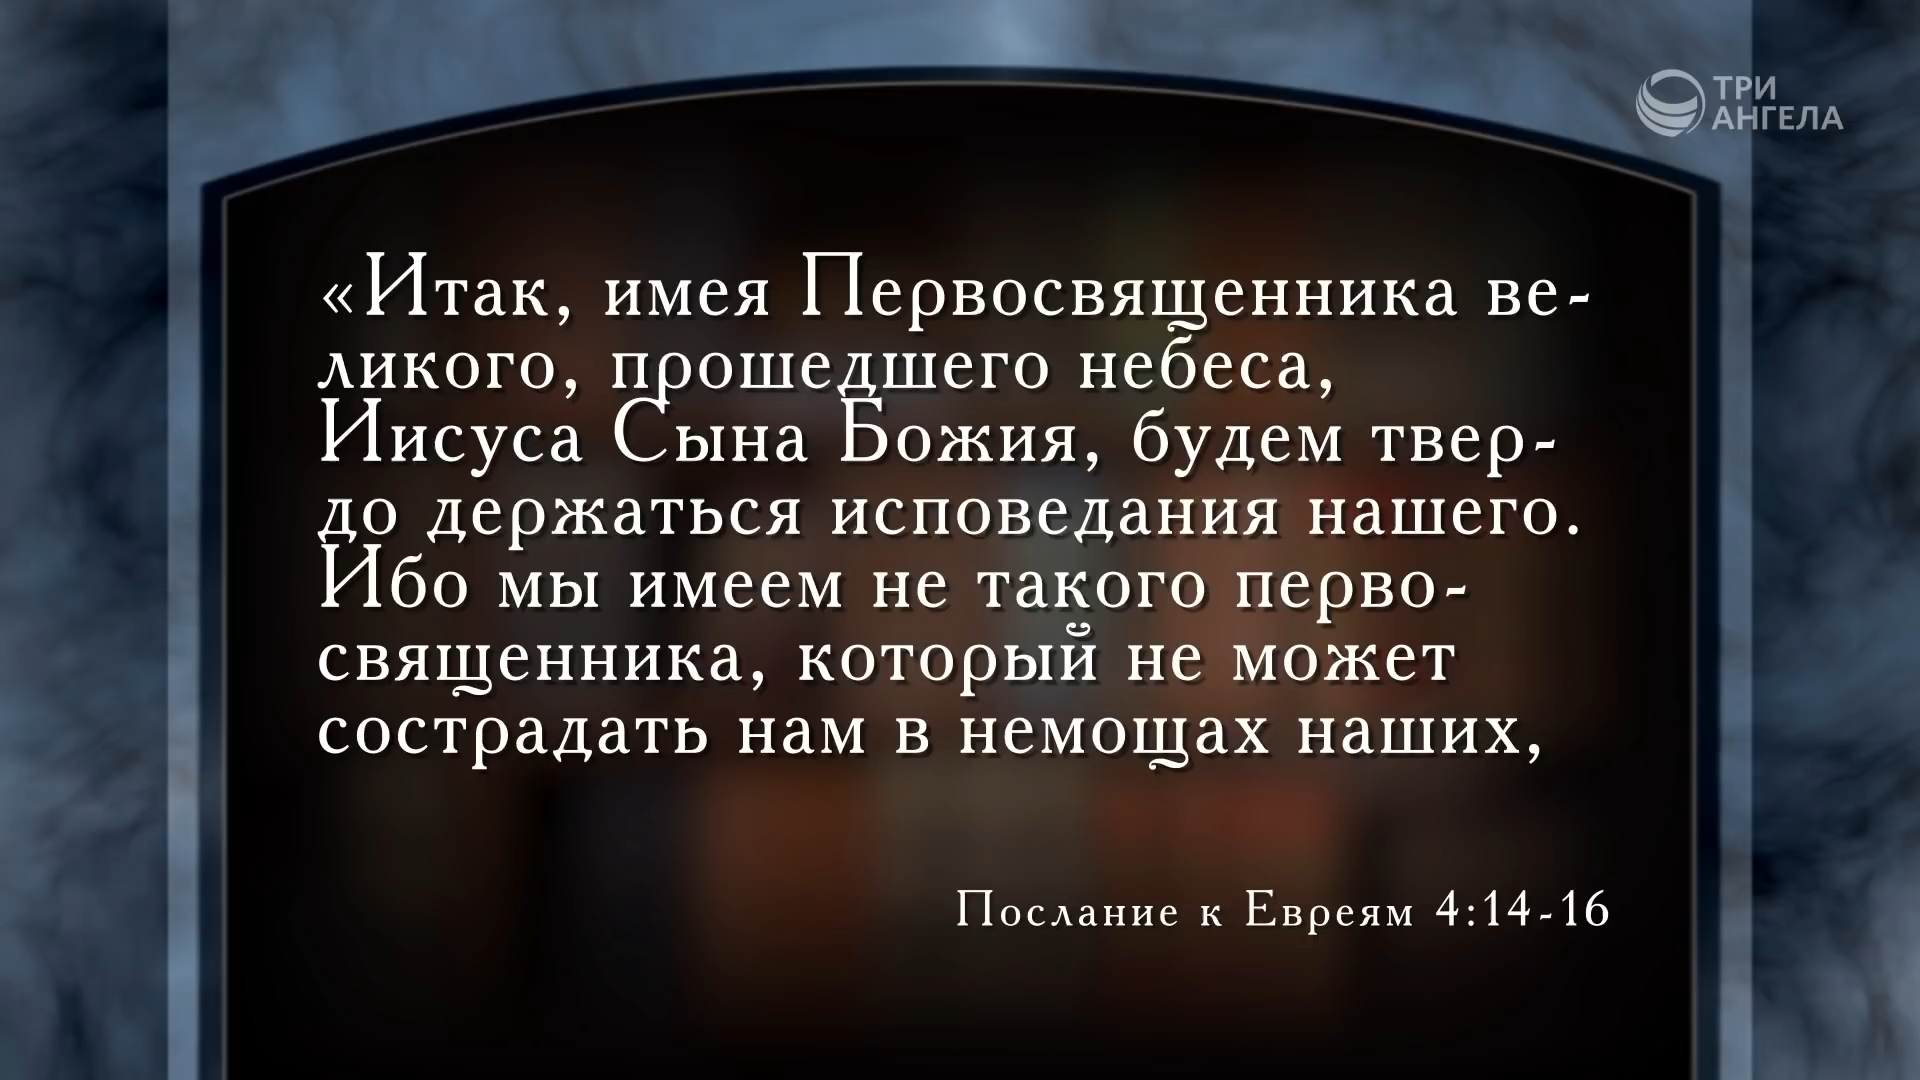 ТРИ
АНГЕЛА
«Итак, имея Первосвященника ве-
ликого, прошедшего небеса,
Иисуса Сына Божия, будем твер-
до держаться исповедания нашего.
Ибо мы имеем не такого перво-
священника, который не может
сострадать нам в немощах наших,
Послание к Евреям 4:14-16